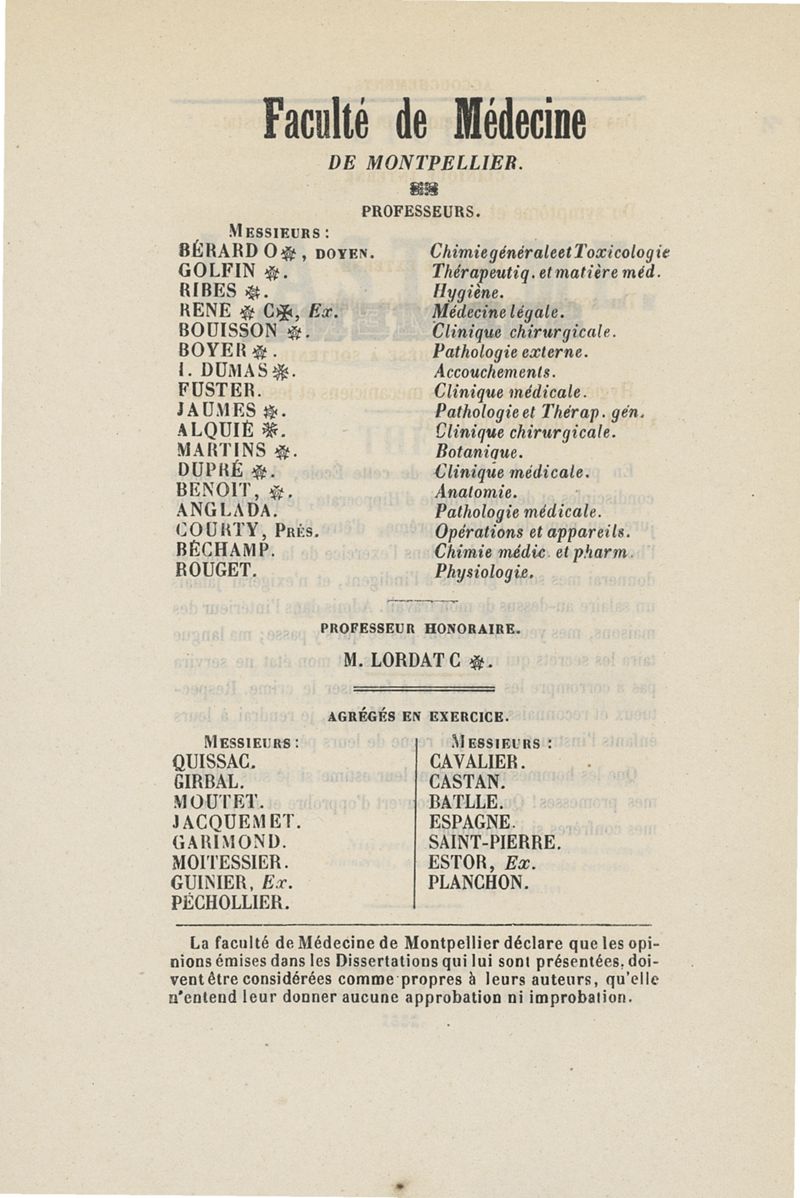 Faculté de Médecine
DE MONTPELLIER.
PROFESSEURS.
MESSIEURS :
BÉRARD O ❋, DOYEN. Chimie générale et Toxicologie
GOLFIN ❋. Thérapeutiq. et matière méd.
RIBES ❋. Hygiène.
RENÉ ❋ C ✠, Ex. Médecine légale.
BOUISSON ❋. Clinique chirurgicale.
BOYER ❋. Pathologie externe.
I. DUMAS ❋. Accouchements.
FUSTER. Clinique médicale.
JAUMES ❋. Pathologie et Thérap. gén.
ALQUIÉ ❋. Clinique chirurgicale.
MARTINS ❋. Botanique.
DUPRÉ ❋. Clinique médicale.
BENOIT, ❋. Anatomie.
ANGLADA. Pathologie médicale.
COURTY, PRÉS. Opérations et appareils.
BÉCHAMP. Chimie médic. et pharm.
ROUGET. Physiologie.
PROFESSEUR HONORAIRE.
M. LORDAT C ❋.
AGRÉGÉS EN EXERCICE.
MESSIEURS :
QUISSAC.
GIRBAL.
MOUTET.
JACQUEMET.
GARIMOND.
MOITESSIER.
GUINIER, Ex.
PÉCHOLLIER.
MESSIEURS :
CAVALIER.
CASTAN.
BATLLE.
ESPAGNE.
SAINT-PIERRE.
ESTOR, Ex.
PLANCHON.
La faculté de Médecine de Montpellier déclare que les opi-
nions émises dans les Dissertations qui lui sont présentées, doi-
vent être considérées comme propres à leurs auteurs, qu'elle
n'entend leur donner aucune approbation ni improbation.